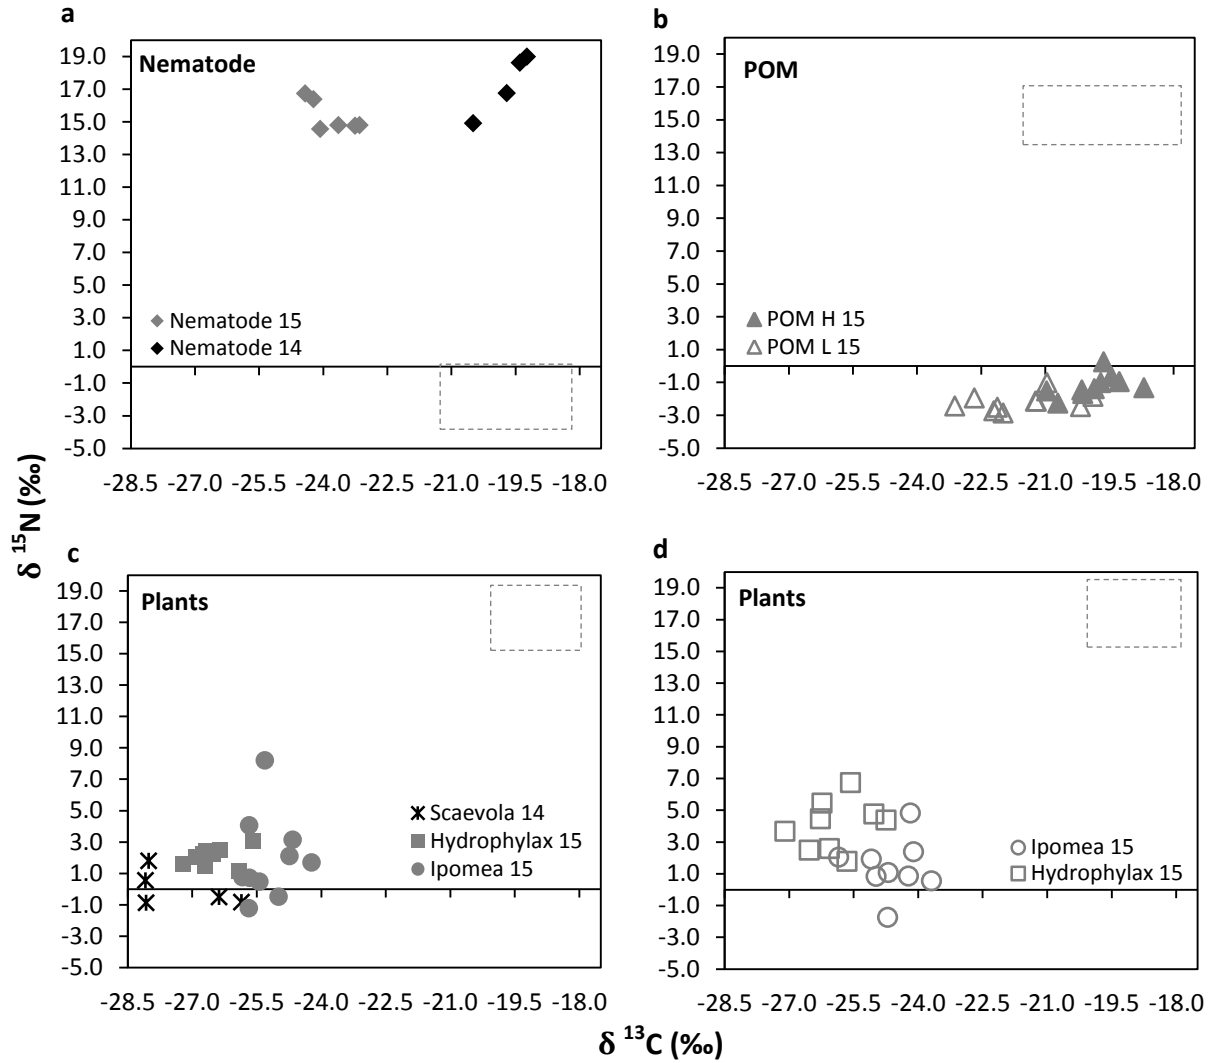 a
Nematode
19.0
17.0
15.0
13.0
11.0
9.0
7.0
5.0
3.0
1.0
-1.0
-3.0
-5.0
Nematode 15
Nematode 14
-28.5 -27.0 -25.5 -24.0 -22.5 -21.0 -19.5 -18.0
b
POM
19.0
17.0
15.0
13.0
11.0
9.0
7.0
5.0
3.0
1.0
-1.0
-3.0
-5.0
POM H 15
POM L 15
-28.5 -27.0 -25.5 -24.0 -22.5 -21.0 -19.5 -18.0
δ 15N (‰)
c
Plants
19.0
17.0
15.0
13.0
11.0
9.0
7.0
5.0
3.0
1.0
-1.0
-3.0
-5.0
Scaevola 14
Hydrophylax 15
Ipomea 15
-28.5 -27.0 -25.5 -24.0 -22.5 -21.0 -19.5 -18.0
d
Plants
19.0
17.0
15.0
13.0
11.0
9.0
7.0
5.0
3.0
1.0
-1.0
-3.0
-5.0
Ipomea 15
Hydrophylax 15
-28.5 -27.0 -25.5 -24.0 -22.5 -21.0 -19.5 -18.0
δ 13C (‰)